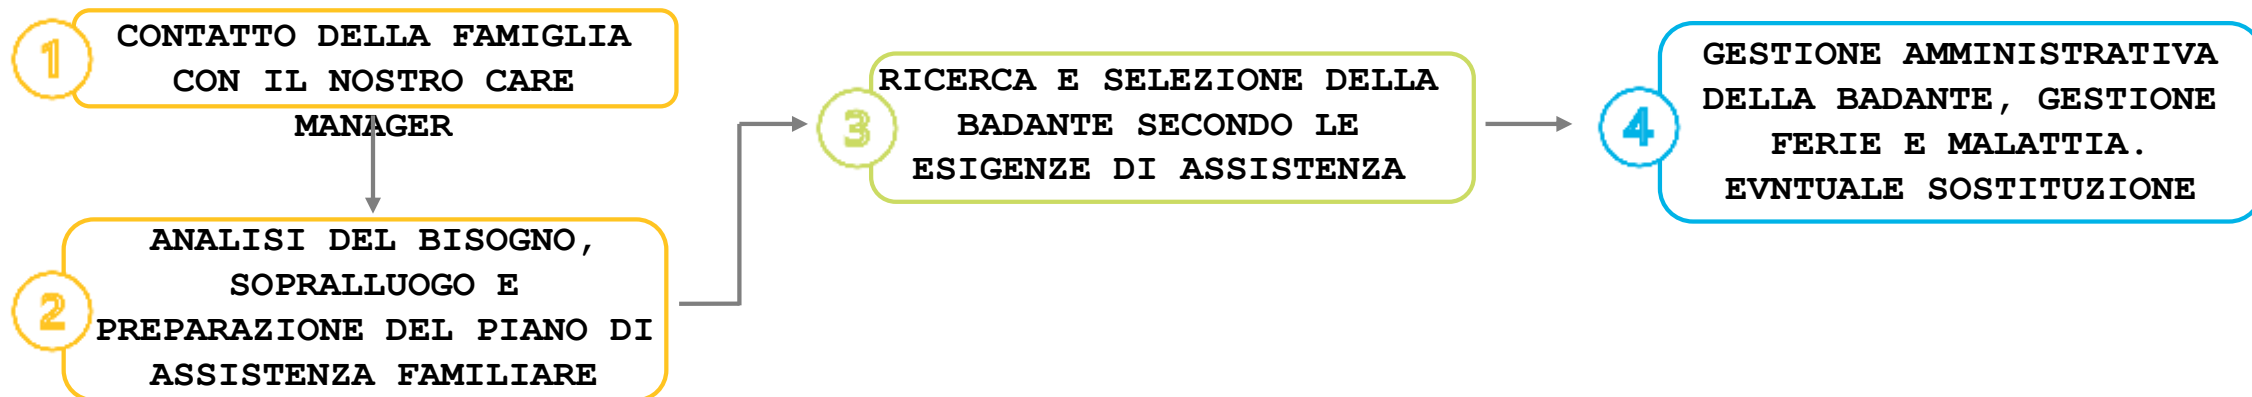 1
CONTATTO DELLA FAMIGLIA
CON IL NOSTRO CARE
MANAGER
2
ANALISI DEL BISOGNO,
SOPRALLUOGO E
PREPARAZIONE DEL PIANO DI
ASSISTENZA FAMILIARE
3
RICERCA E SELEZIONE DELLA
BADANTE SECONDO LE
ESIGENZE DI ASSISTENZA
4
GESTIONE AMMINISTRATIVA
DELLA BADANTE, GESTIONE
FERIE E MALATTIA.
EVNTUALE SOSTITUZIONE